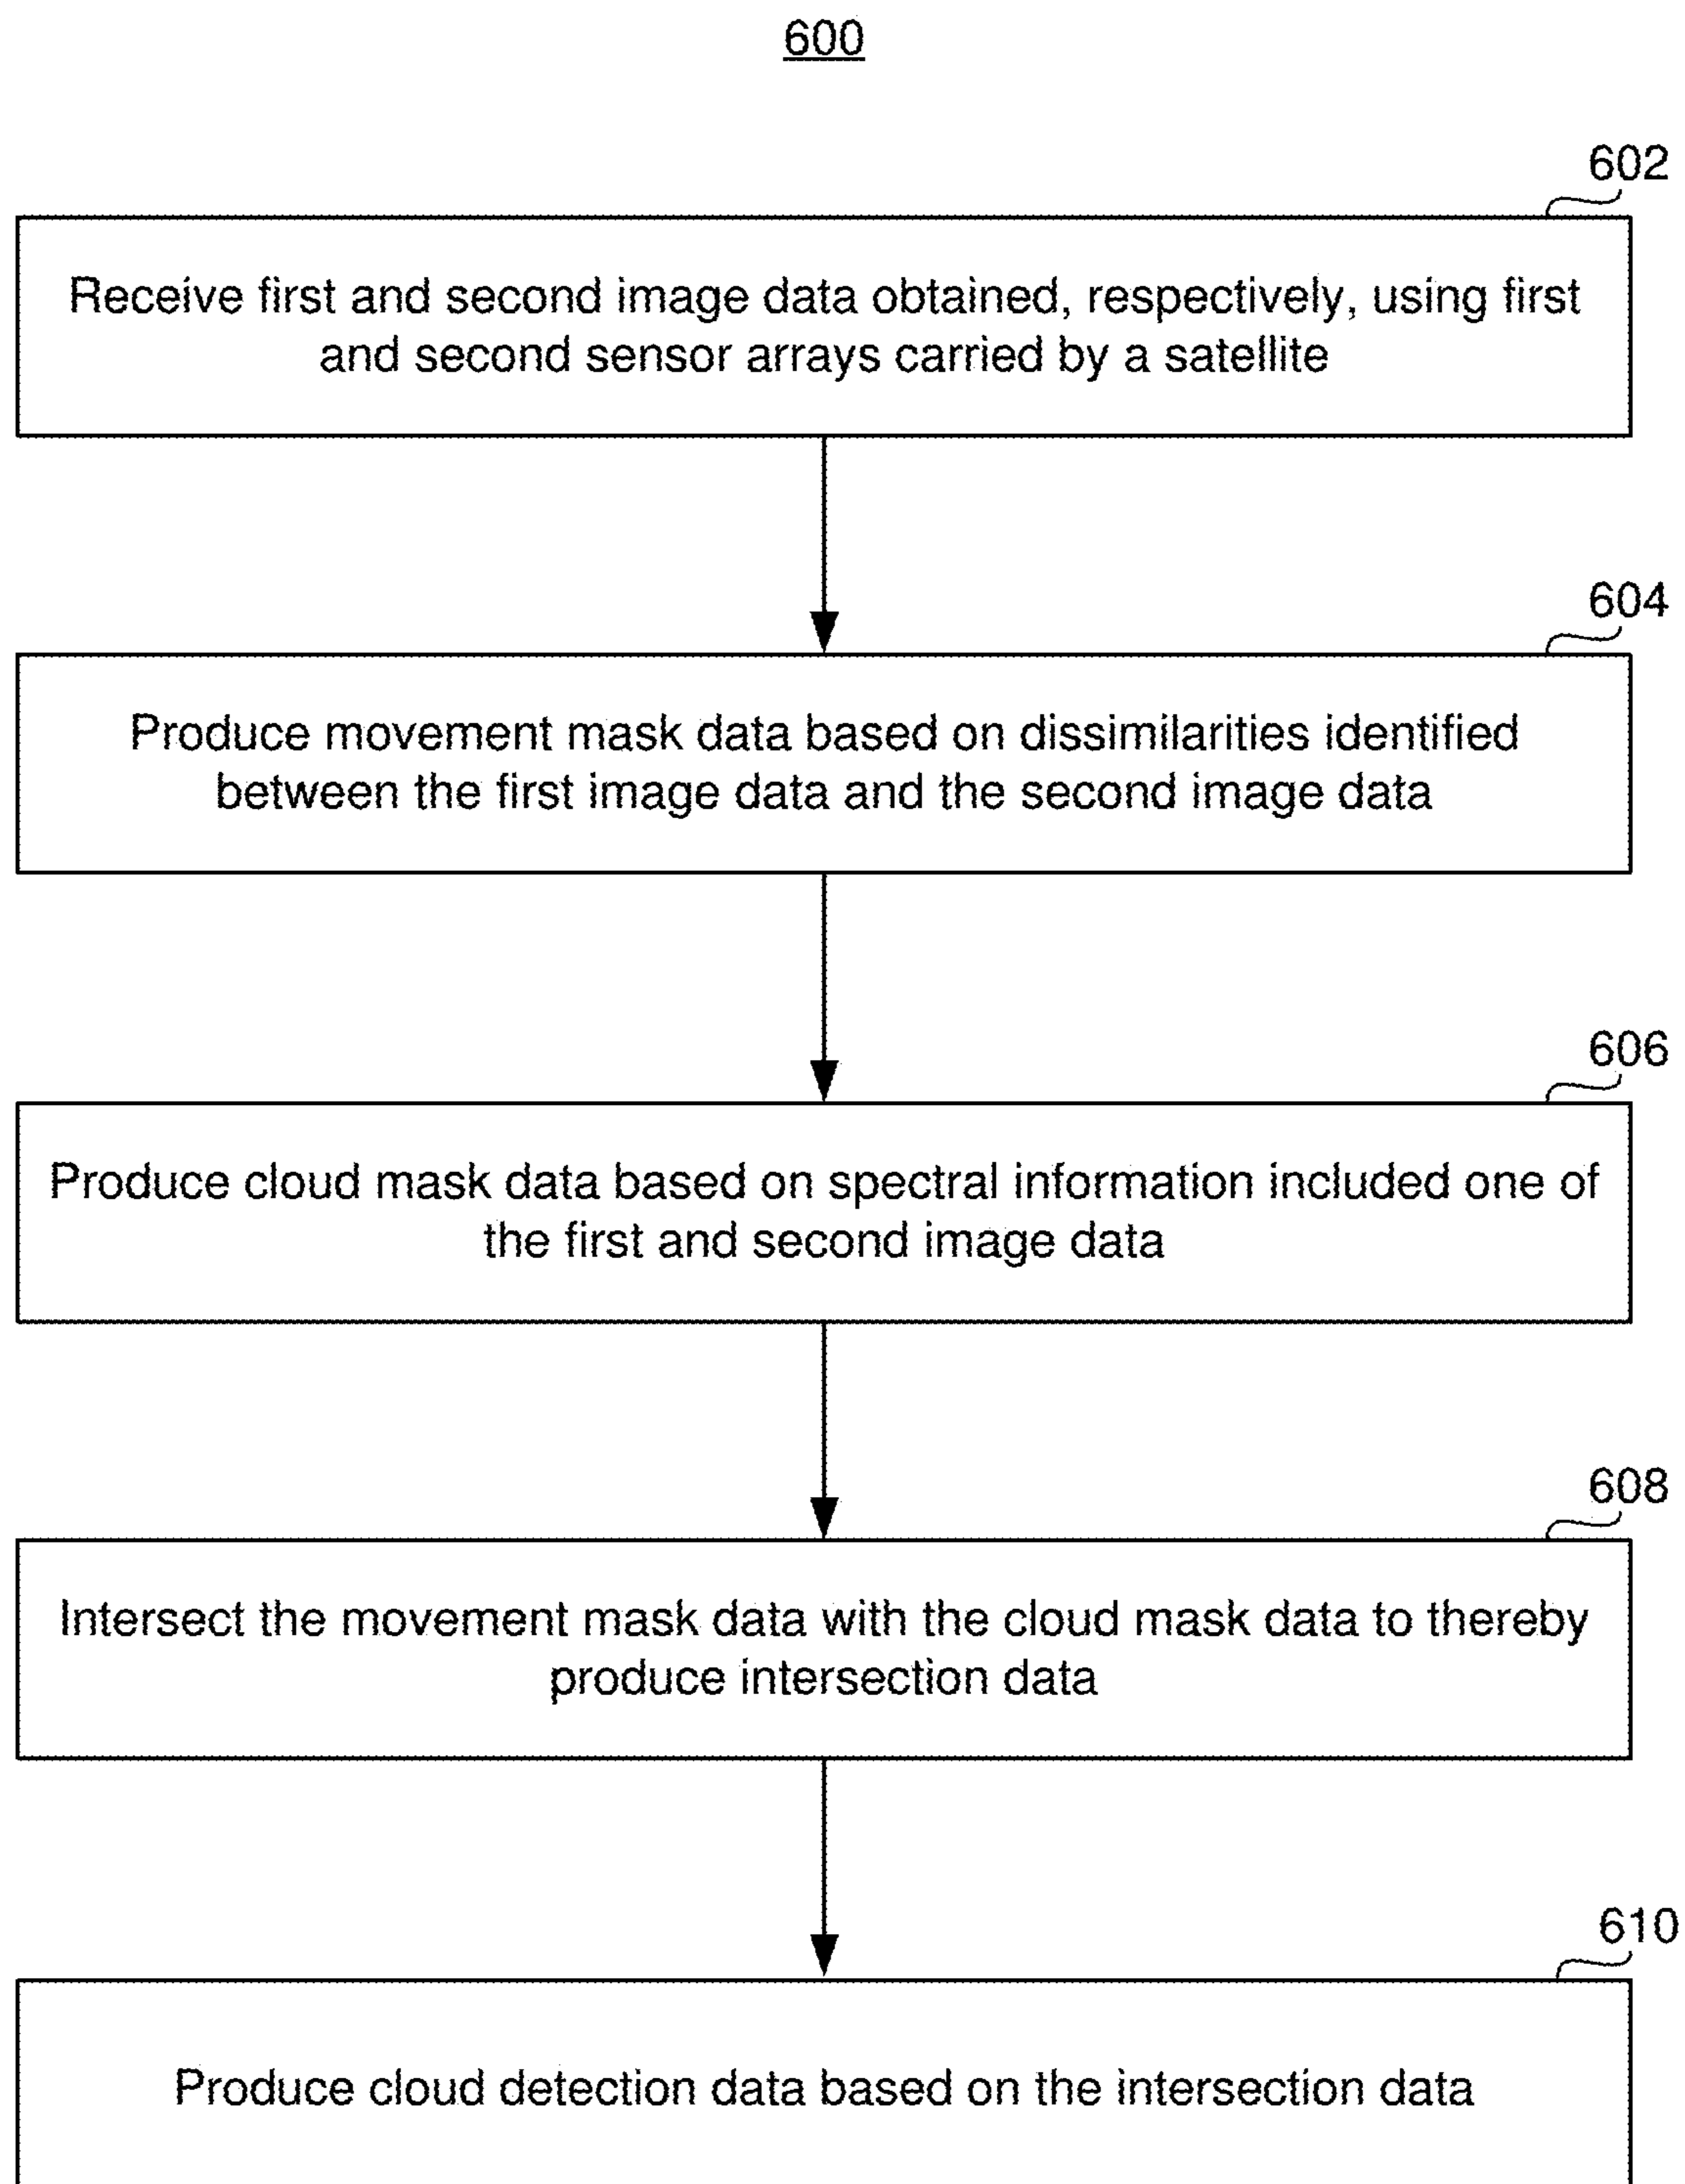 600
602
Receive first and second image data obtained, respectively, using first
and second sensor arrays carried by a satellite
604
Produce movement mask data based on dissimilarities identified
between the first image data and the second image data
606
Produce cloud mask data based on spectral information included one of
the first and second image data
608
Intersect the movement mask data with the cloud mask data to thereby
produce intersection data
610
Produce cloud detection data based on the intersection data